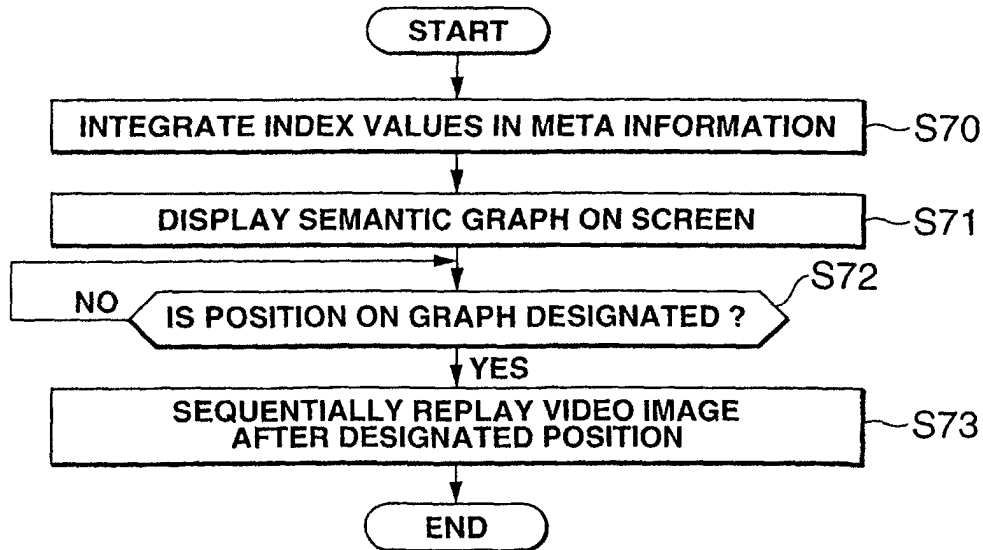 START
INTEGRATE INDEX VALUES IN META INFORMATION
S70
DISPLAY SEMANTIC GRAPH ON SCREEN
S71
S72
NO
IS POSITION ON GRAPH DESIGNATED ?
YES
SEQUENTIALLY REPLAY VIDEO IMAGE
AFTER DESIGNATED POSITION
S73
END